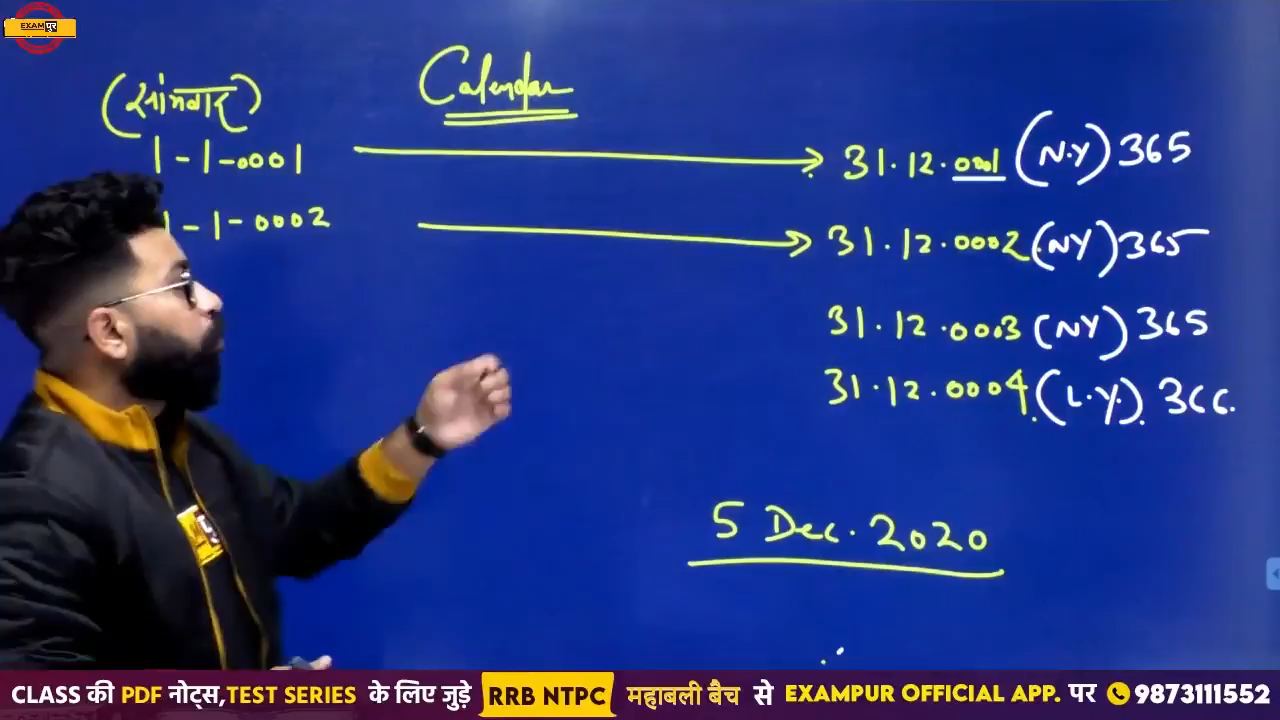 EXAM पुर
Calendar
(सोमवार)
1-1-0001 → 31.12.0001 (N.Y) 365
1-1-0002 → 31.12.0002 (NY) 365
31.12.0003 (NY) 365
31.12.0004 (L.Y.) 366.
5 Dec. 2020
CLASS की PDF नोट्स, TEST SERIES के लिए जुड़े RRB NTPC महाबली बैच से EXAMPUR OFFICIAL APP. पर 9873111552